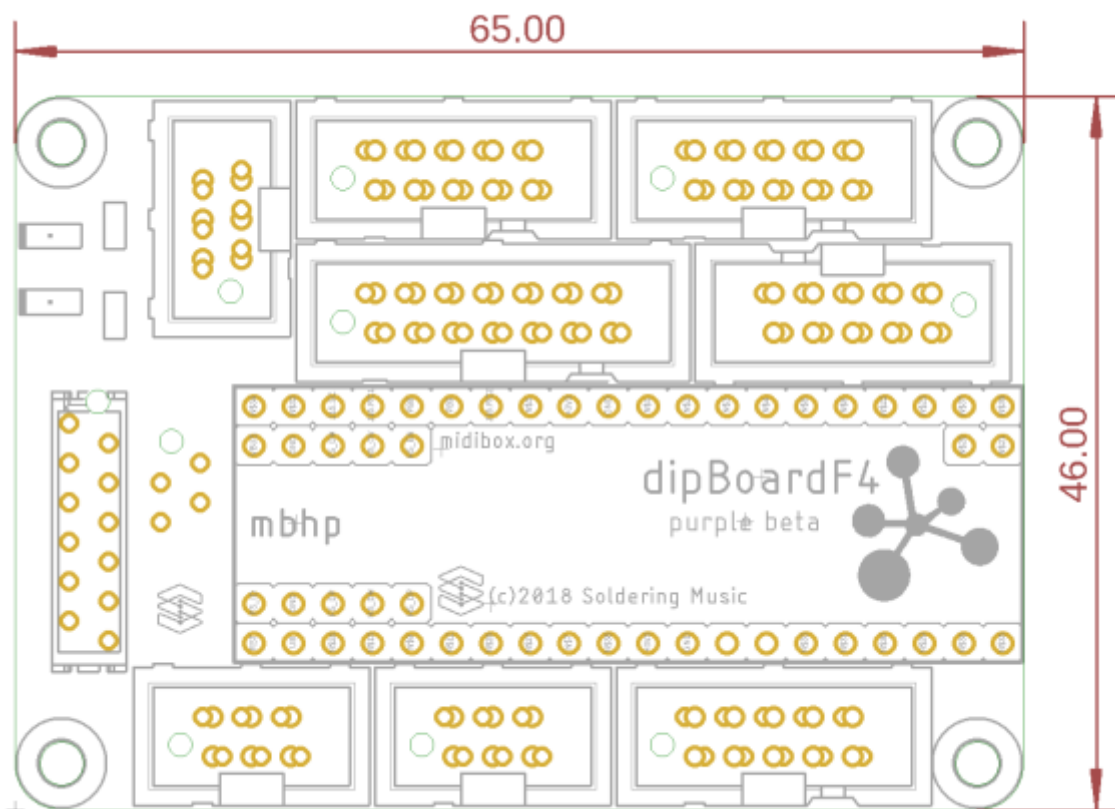 65.00
46.00
midibox.org
dipBoardF4
purple beta
mbhp
(c)2018 Soldering Music